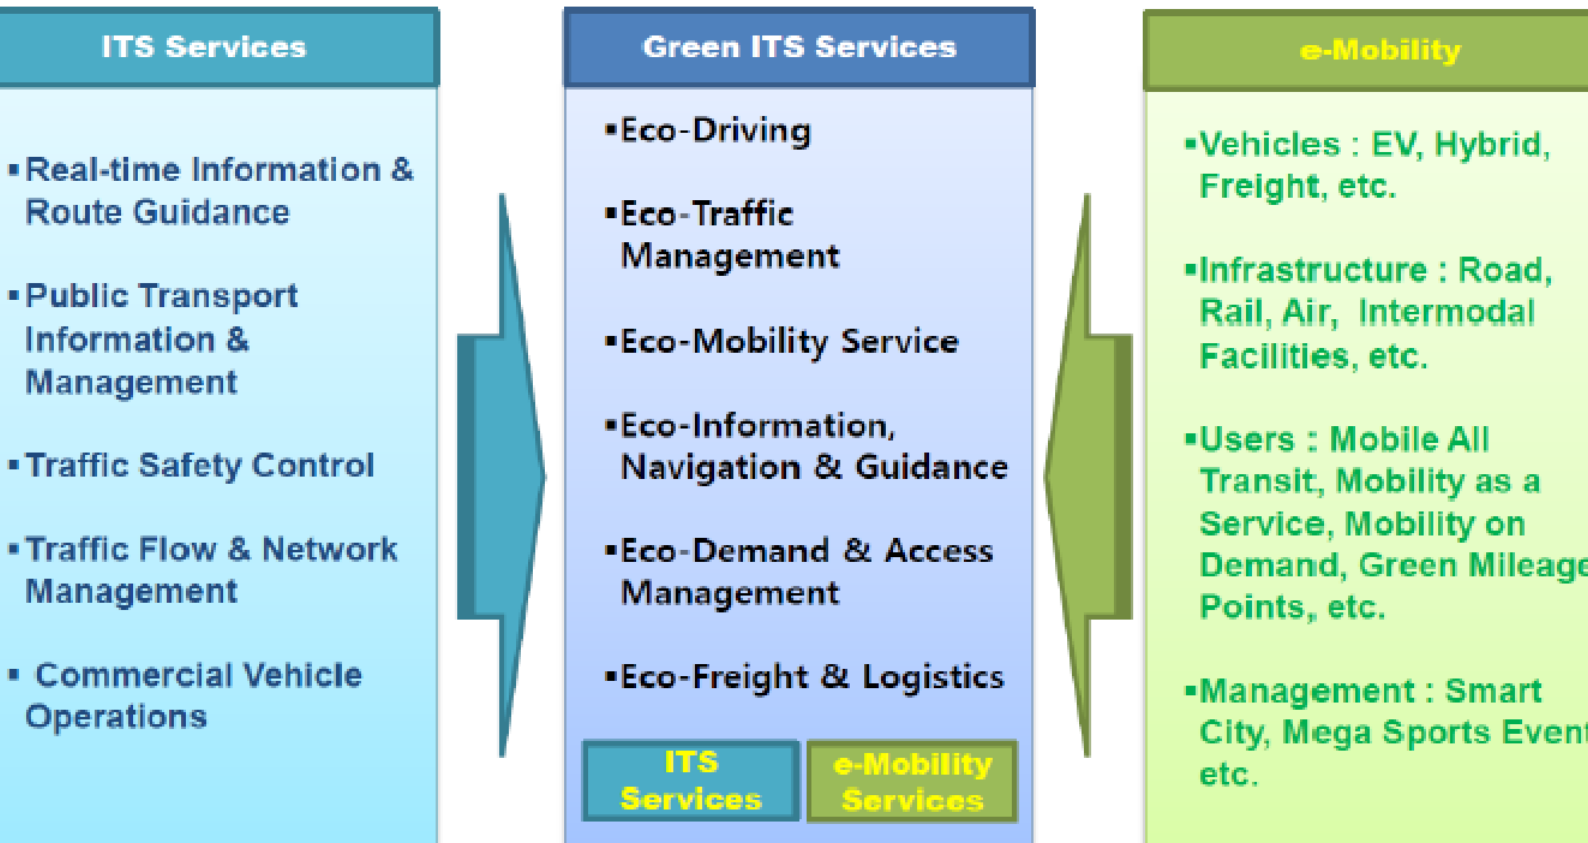 ITS Services
▪Real-time Information &
Route Guidance
▪Public Transport
Information &
Management
▪Traffic Safety Control
▪Traffic Flow & Network
Management
▪ Commercial Vehicle
Operations
Green ITS Services
▪Eco-Driving
▪Eco-Traffic
Management
▪Eco-Mobility Service
▪Eco-Information,
Navigation & Guidance
▪Eco-Demand & Access
Management
▪Eco-Freight & Logistics
ITS
Services
e-Mobility
Services
e-Mobility
▪Vehicles : EV, Hybrid,
Freight, etc.
▪Infrastructure : Road,
Rail, Air, Intermodal
Facilities, etc.
▪Users : Mobile All
Transit, Mobility as a
Service, Mobility on
Demand, Green Mileage
Points, etc.
▪Management : Smart
City, Mega Sports Event
etc.